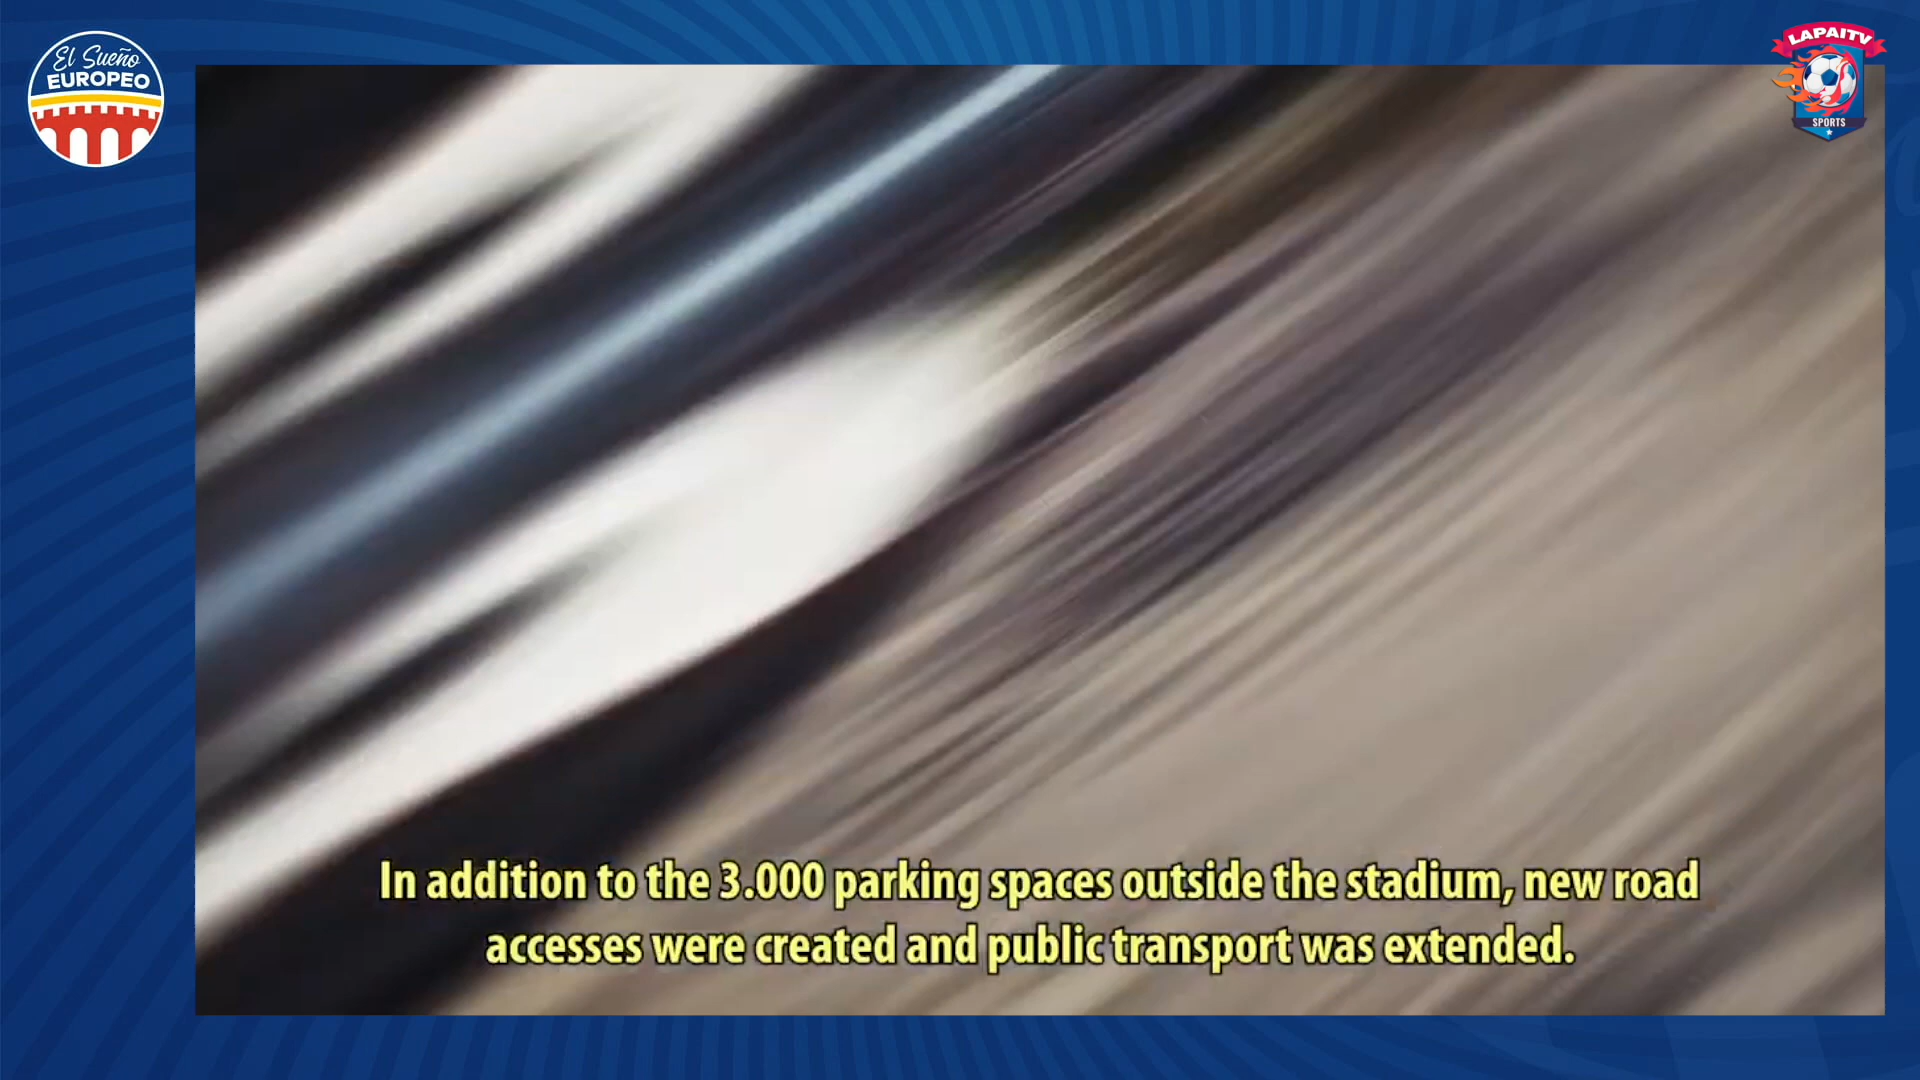 El Sueño
EUROPEO
LAPAITV
SPORTS
In addition to the 3.000 parking spaces outside the stadium, new road
accesses were created and public transport was extended.